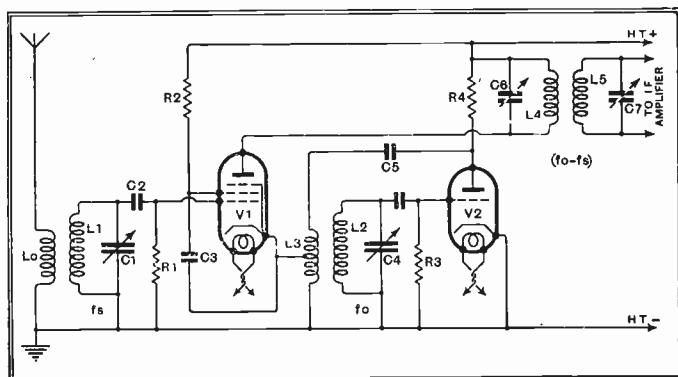 HT+
R2
R4
C6
L4
L5
C7
TO IF
AMPLIFIER
(fo-fs)
C5
C2
V1
V2
Lo
L1
C1
R1
C3
L3
L2
C4
R3
fs
fo
HT-